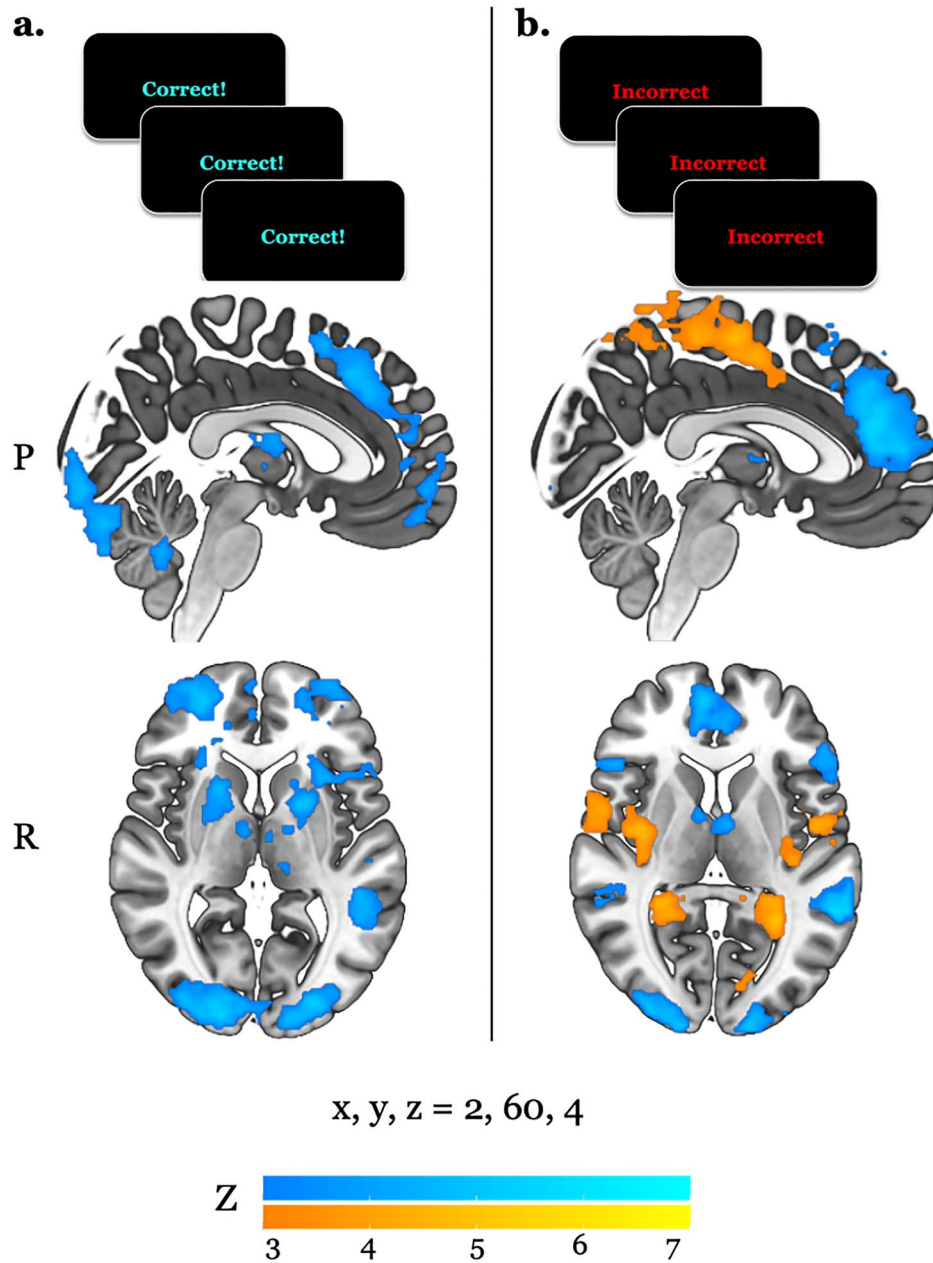 a.
Correct!
Correct!
Correct!
b.
Incorrect
Incorrect
Incorrect
P
R
x, y, z = 2, 60, 4
Z
3 4 5 6 7